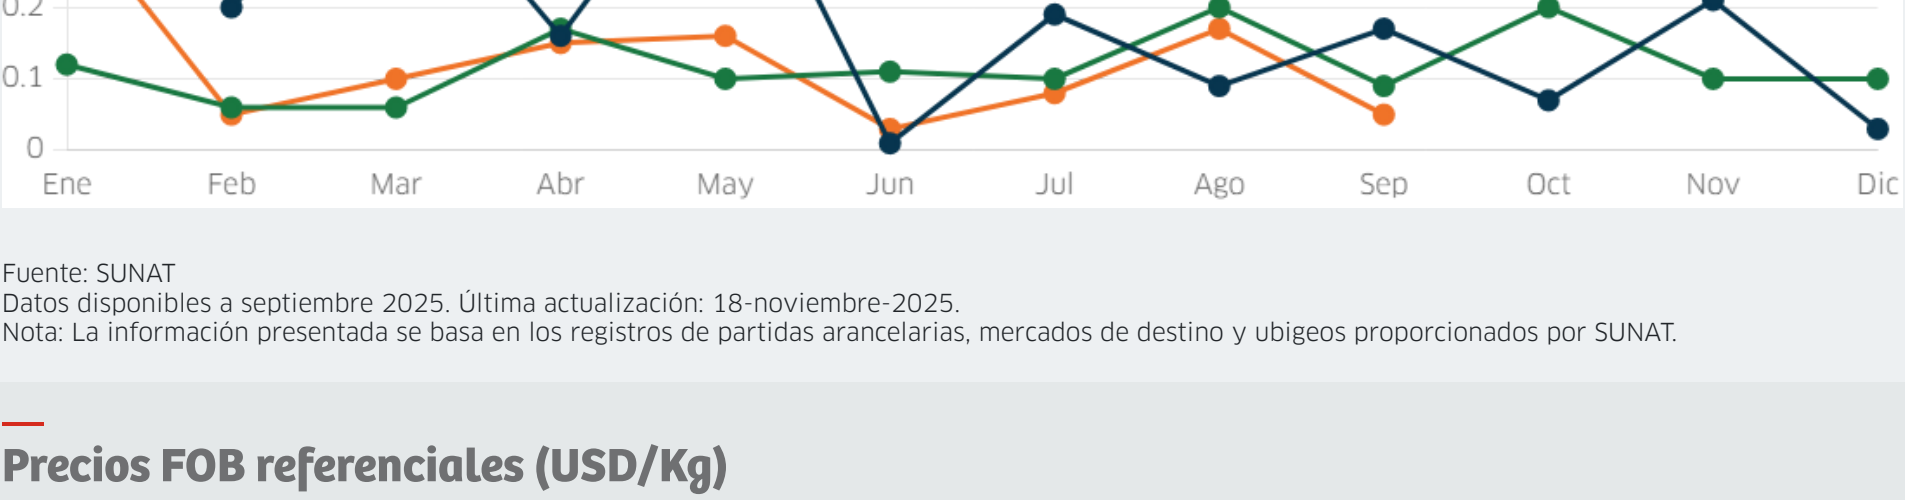 0.2
0.1
0
Ene Feb Mar Abr May Jun Jul Ago Sep Oct Nov Dic
Fuente: SUNAT
Datos disponibles a septiembre 2025. Última actualización: 18-noviembre-2025.
Nota: La información presentada se basa en los registros de partidas arancelarias, mercados de destino y ubigeos proporcionados por SUNAT.
Precios FOB referenciales (USD/Kg)